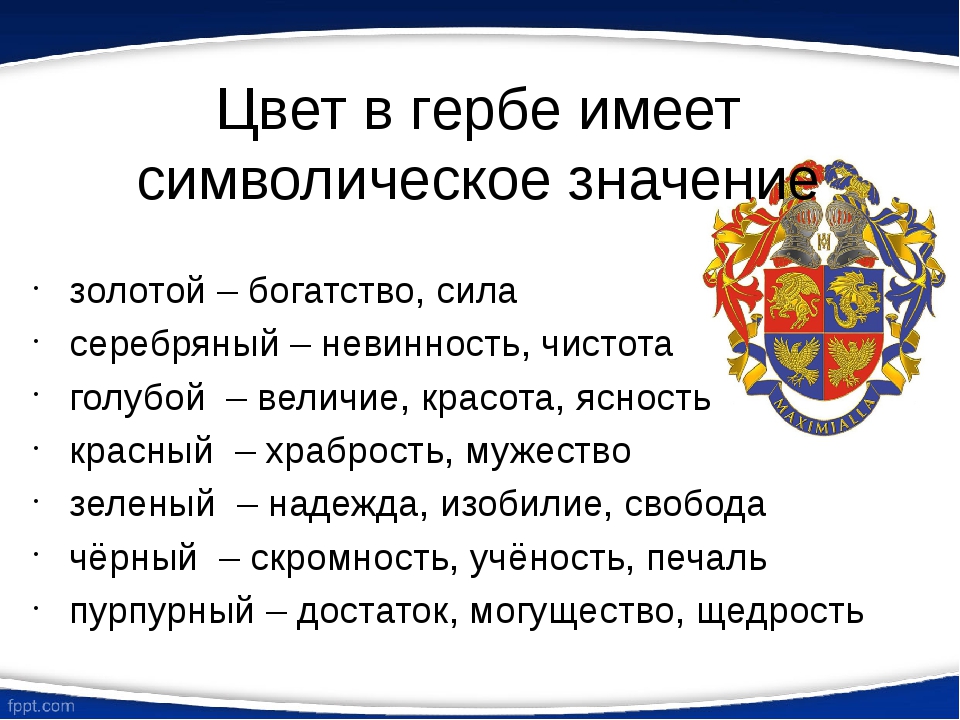 Цвет в гербе имеет
символическое значение
• золотой – богатство, сила
• серебряный – невинность, чистота
• голубой – величие, красота, ясность
• красный – храбрость, мужество
• зеленый – надежда, изобилие, свобода
• чёрный – скромность, учёность, печаль
• пурпурный – достаток, могущество, щедрость
MAXIMIALLA
fppt.com